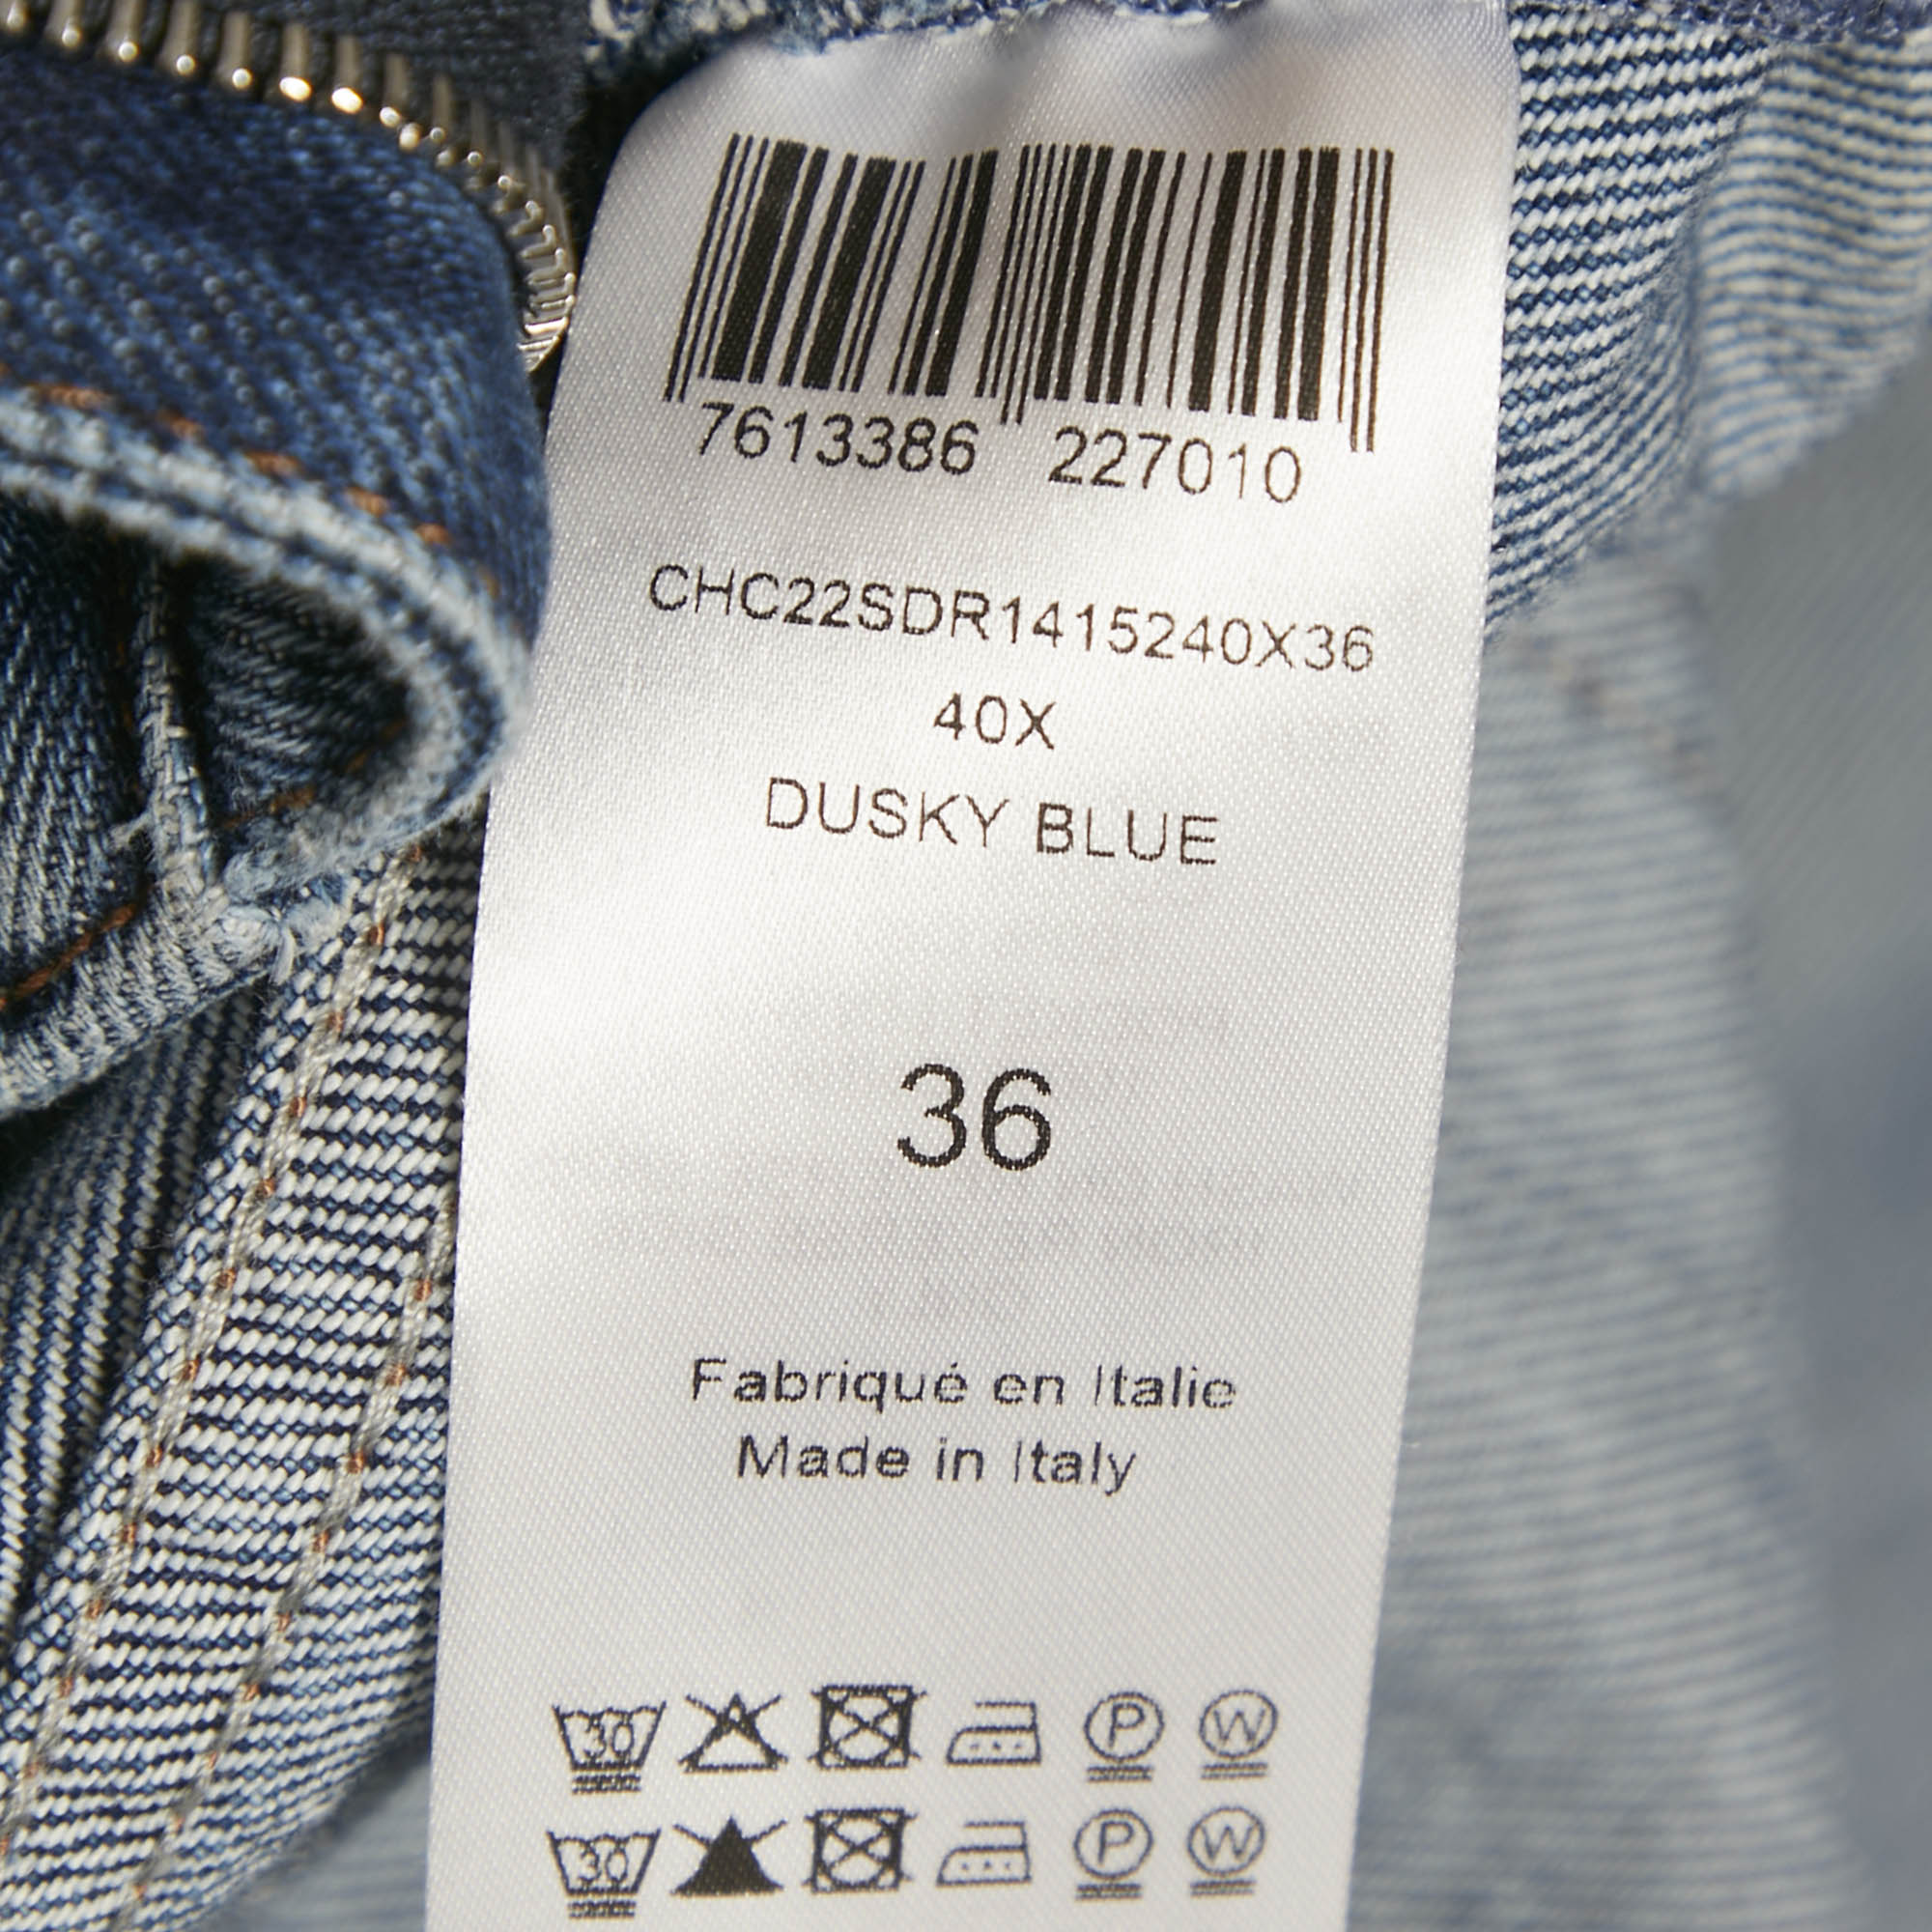 7613386 227010
CHC22SDR1415240X36
40X
DUSKY BLUE
36
Fabriqué en Italie
Made in Italy
30 P W
30 P W